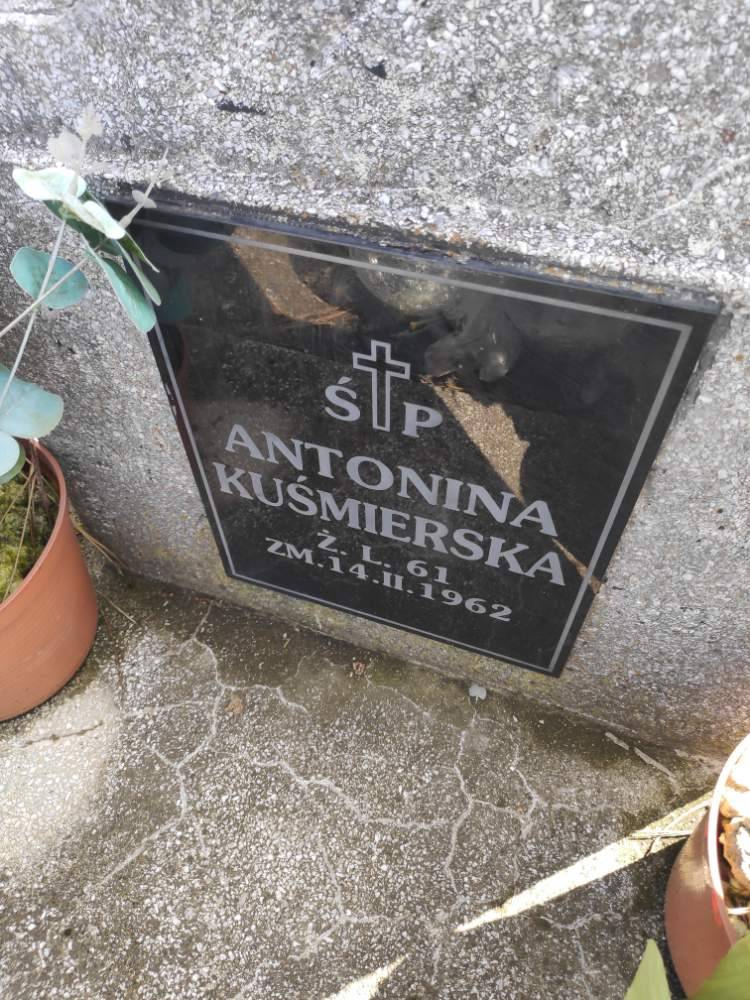 Ś P
ANTONINA
KUŚMIERSKA
Ż. L. 61
ZM.14.II.1962